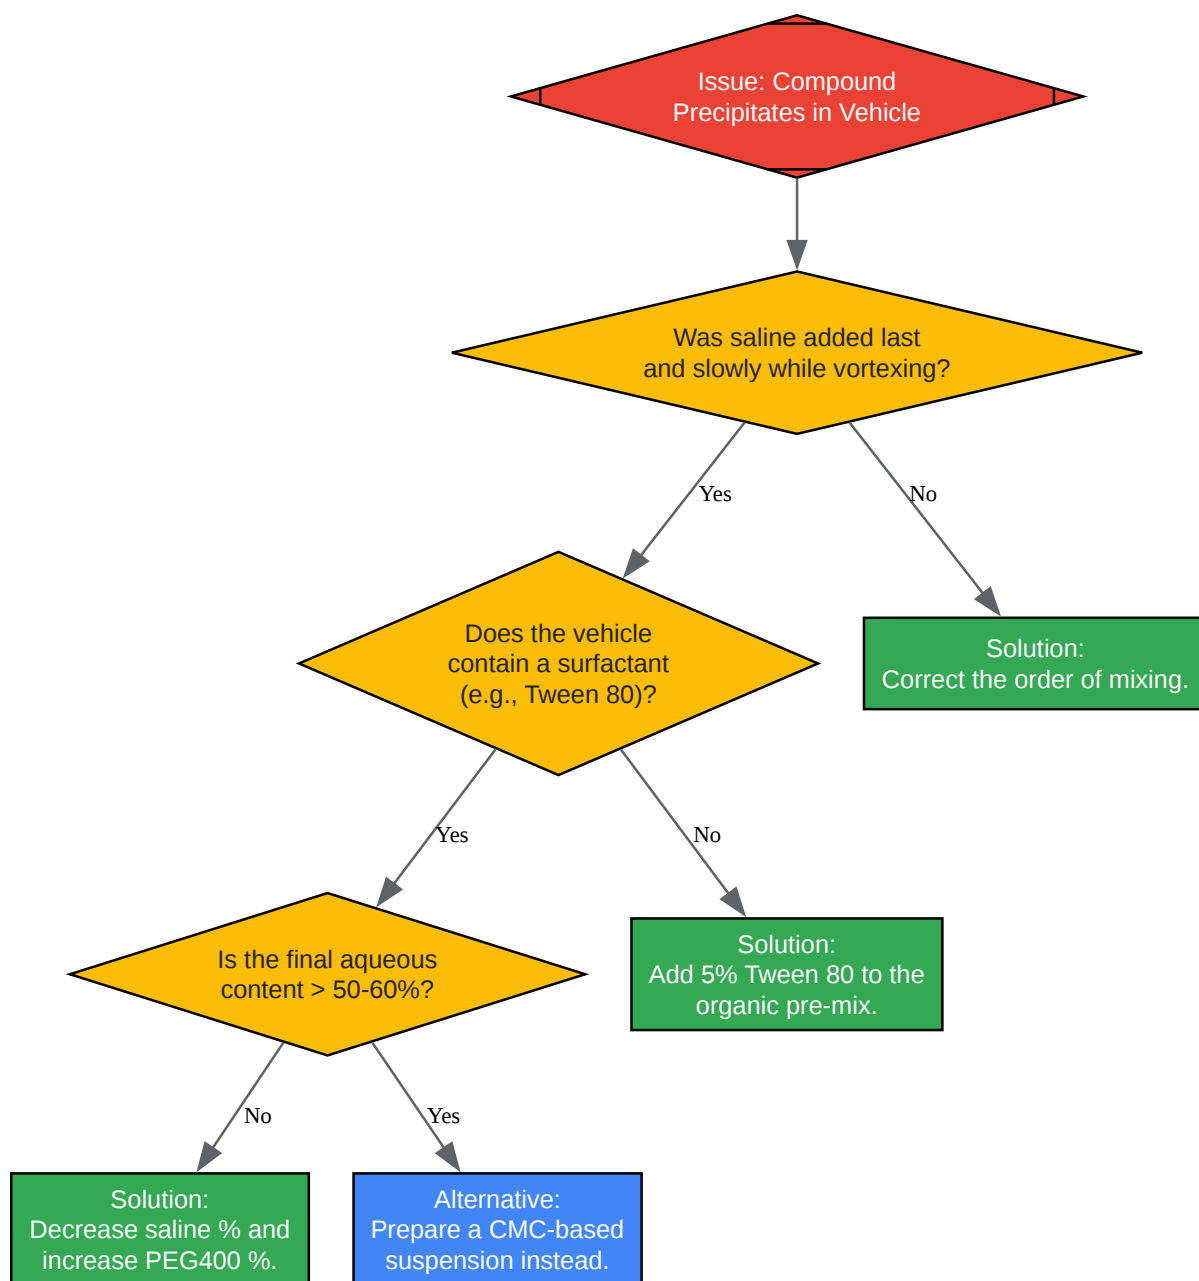 Issue: Compound
Precipitates in Vehicle
Was saline added last
and slowly while vortexing?
Yes
No
Does the vehicle
contain a surfactant
(e.g., Tween 80)?
Solution:
Correct the order of mixing.
Yes
No
Is the final aqueous
content > 50-60%?
Solution:
Add 5% Tween 80 to the
organic pre-mix.
No
Yes
Solution:
Decrease saline % and
increase PEG400 %.
Alternative:
Prepare a CMC-based
suspension instead.